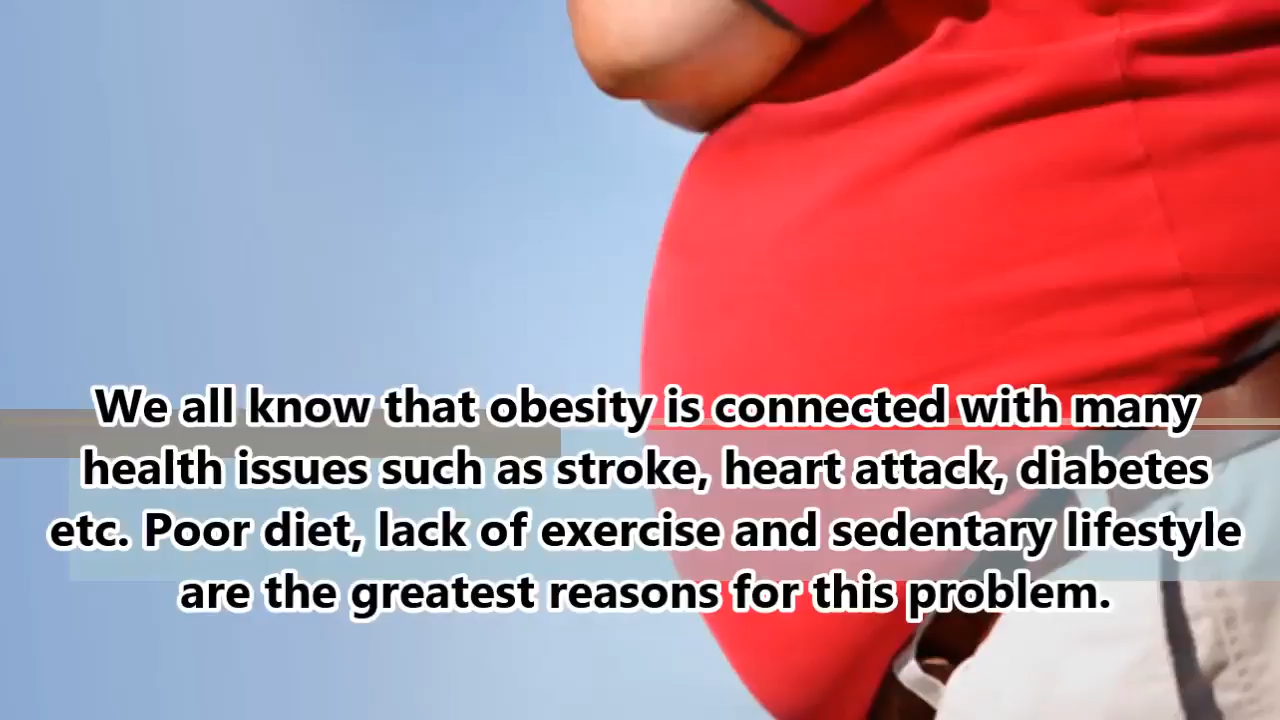 We all know that obesity is connected with many
health issues such as stroke, heart attack, diabetes
etc. Poor diet, lack of exercise and sedentary lifestyle
are the greatest reasons for this problem.